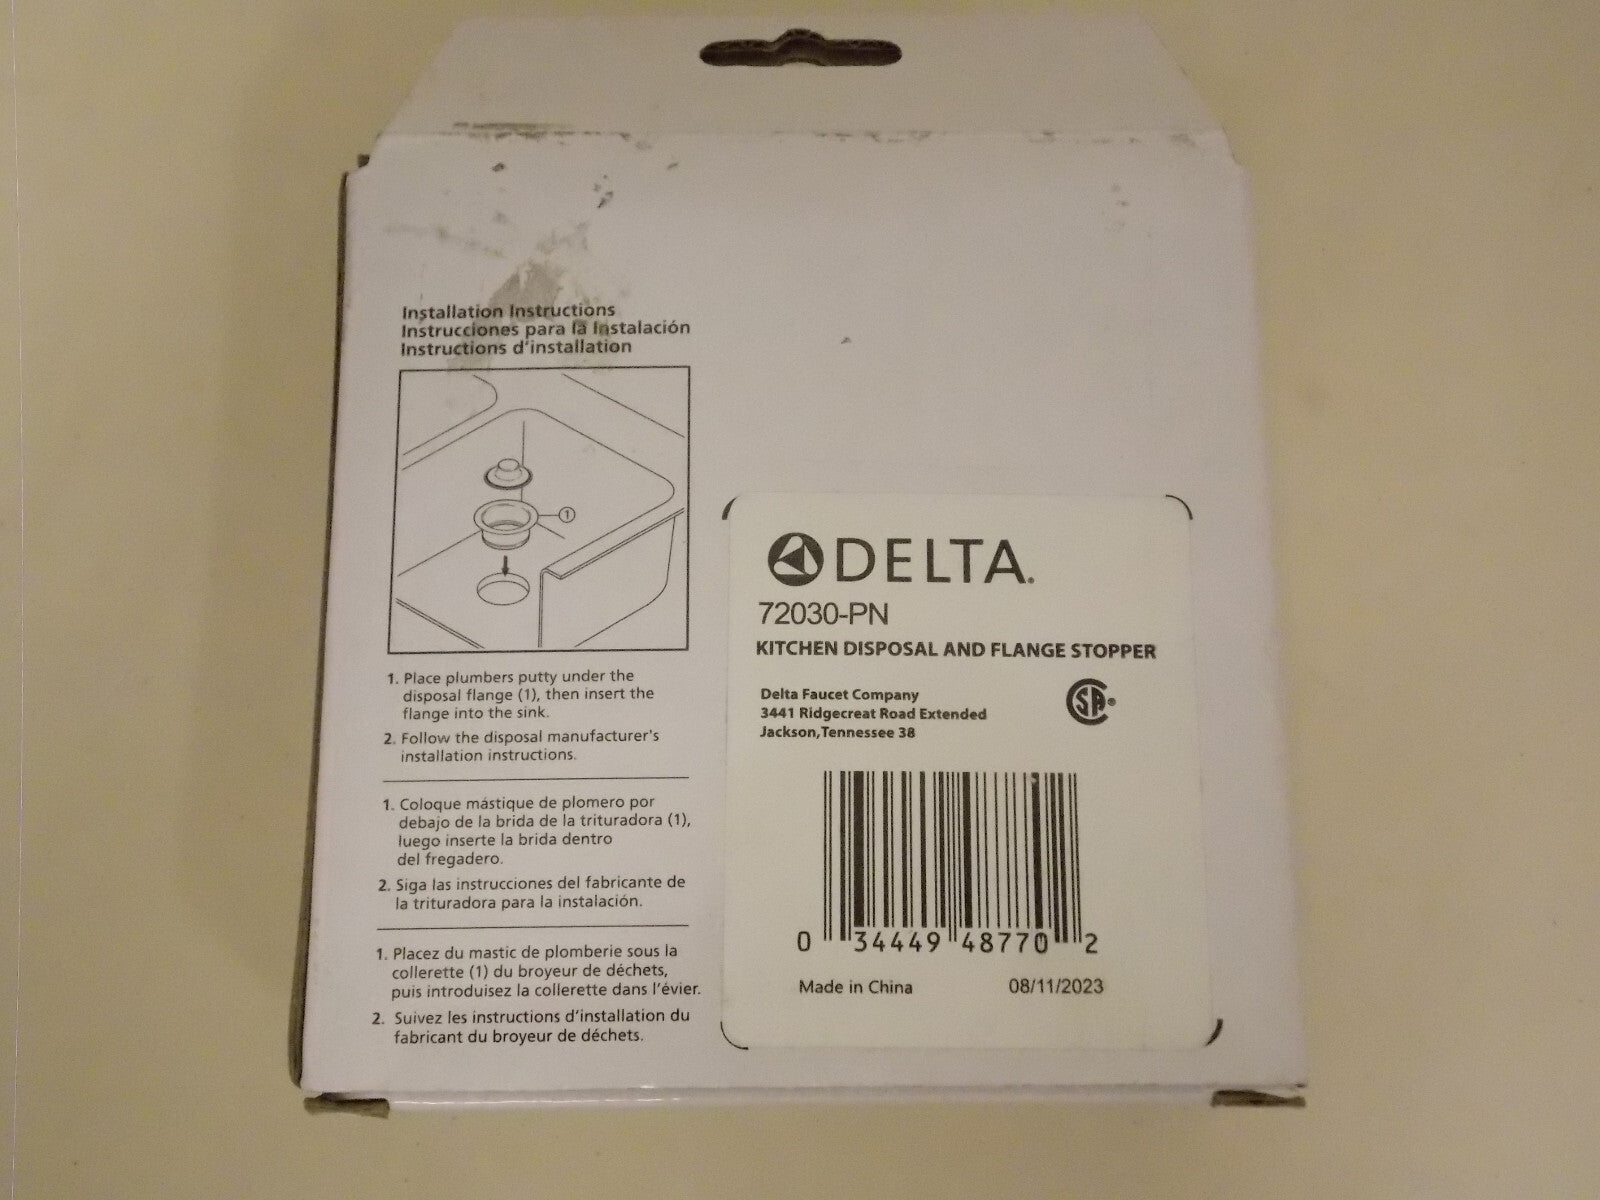 Installation Instructions
Instrucciones para la Instalación
Instructions d'installation
1
1. Place plumbers putty under the
disposal flange (1), then insert the
flange into the sink.
2. Follow the disposal manufacturer's
installation instructions.
1. Coloque mástique de plomero por
debajo de la brida de la trituradora (1),
luego inserte la brida dentro
del fregadero.
2. Siga las instrucciones del fabricante de
la trituradora para la instalación.
1. Placez du mastic de plomberie sous la
collerette (1) du broyeur de déchets,
puis introduisez la collerette dans l'évier.
2. Suivez les instructions d'installation du
fabricant du broyeur de déchets.
DELTA.
72030-PN
KITCHEN DISPOSAL AND FLANGE STOPPER
Delta Faucet Company
3441 Ridgecreat Road Extended
Jackson,Tennessee 38
CSA®
0 34449 48770 2
Made in China 08/11/2023